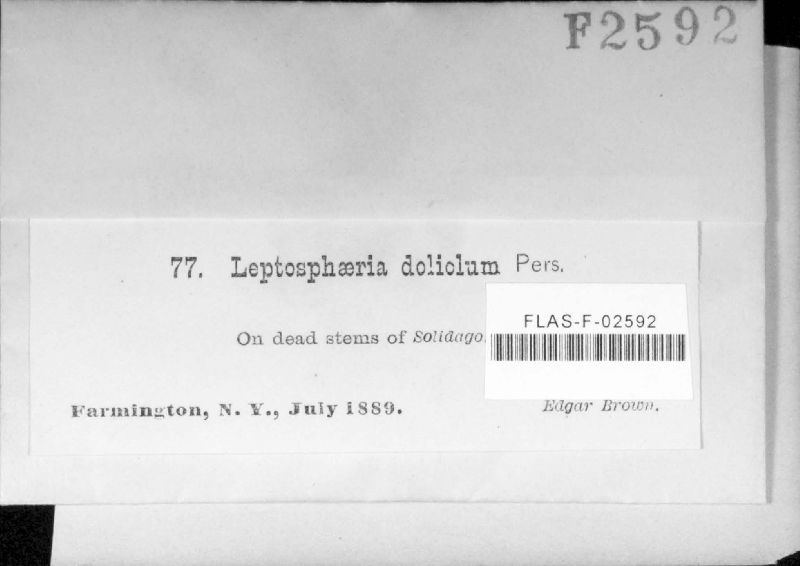 F2592
77. Leptosphæria doliolum Pers.
FLAS-F-02592
On dead stems of Solidago.
Farmington, N. Y., July 1889.
Edgar Brown.